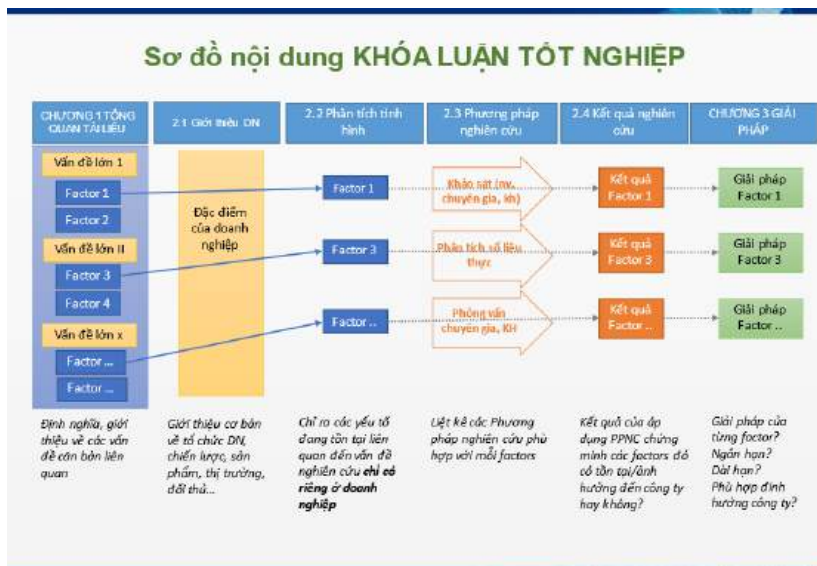 Sơ đồ nội dung KHÓA LUẬN TỐT NGHIỆP
CHƯƠNG 1 TỔNG
QUAN TÀI LIỆU
2.1 Giới thiệu DN
2.2 Phân tích tình
hình
2.3 Phương pháp
nghiên cứu
2.4 Kết quả nghiên
cứu
CHƯƠNG 3 GIẢI
PHÁP
Vấn đề lớn 1
Factor 1
Factor 2
Vấn đề lớn II
Factor 3
Factor 4
Vấn đề lớn x
Factor ...
Factor ...
Đặc điểm
của doanh
nghiệp
Factor 1
Factor 3
Factor ..
Khảo sát (nv,
chuyên gia, kh)
Phân tích số liệu
thực
Phỏng vấn
chuyên gia, KH
Kết quả
Factor 1
Kết quả
Factor 3
Kết quả
Factor ..
Giải pháp
Factor 1
Giải pháp
Factor 3
Giải pháp
Factor ..
Định nghĩa, giới
thiệu về các vấn
đề căn bản liên
quan
Giới thiệu cơ bản
về tổ chức DN,
chiến lược, sản
phẩm, thị trường,
đối thủ...
Chỉ ra các yếu tố
đang tồn tại liên
quan đến vấn đề
nghiên cứu chỉ có
riêng ở doanh
nghiệp
Liệt kê các Phương
pháp nghiên cứu phù
hợp với mỗi factors
Kết quả của áp
dụng PPNC chứng
minh các factors đó
có tồn tại/ảnh
hưởng đến công ty
hay không?
Giải pháp của
từng factor?
Ngắn hạn?
Dài hạn?
Phù hợp định
hướng công ty?